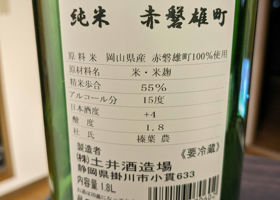 純米 赤磐雄町
原料米 岡山県産 赤磐雄町100%使用
原材料名 米・米麹
精米歩合 55%
アルコール分 15度
日本酒度 +4
酸度 1.8
杜氏 榛葉 農
製造者 《要冷蔵》
㈱土井酒造場
静岡県掛川市小貫633
内容量 1.8L